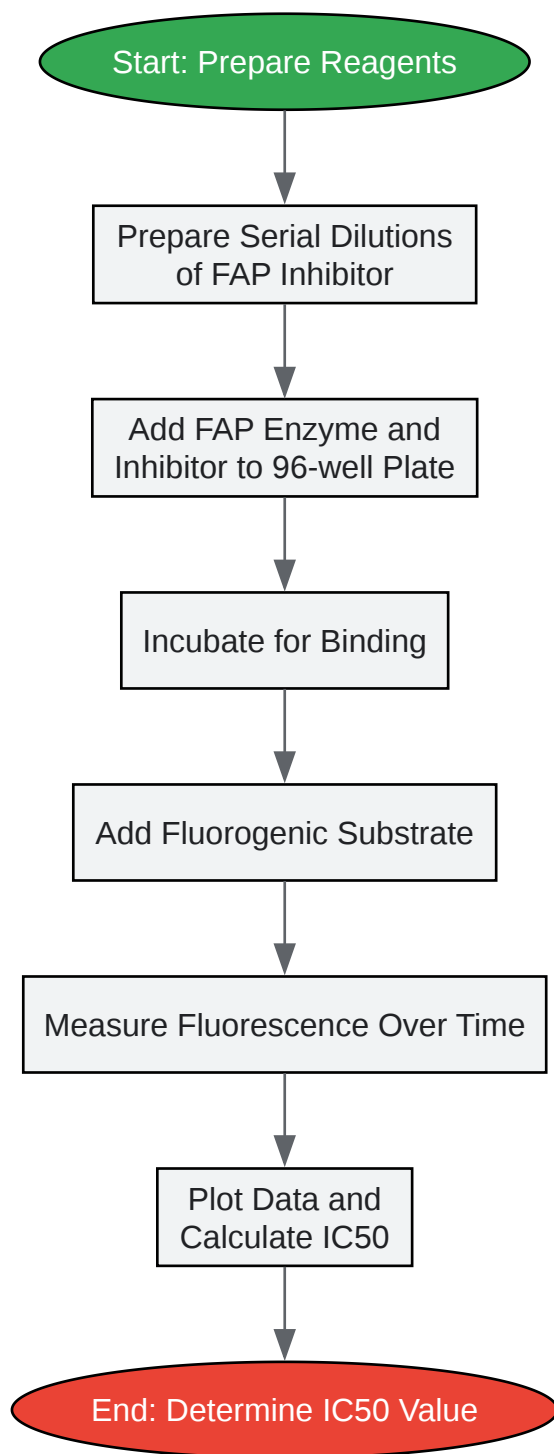 Start: Prepare Reagents
Prepare Serial Dilutions
of FAP Inhibitor
Add FAP Enzyme and
Inhibitor to 96-well Plate
Incubate for Binding
Add Fluorogenic Substrate
Measure Fluorescence Over Time
Plot Data and
Calculate IC50
End: Determine IC50 Value